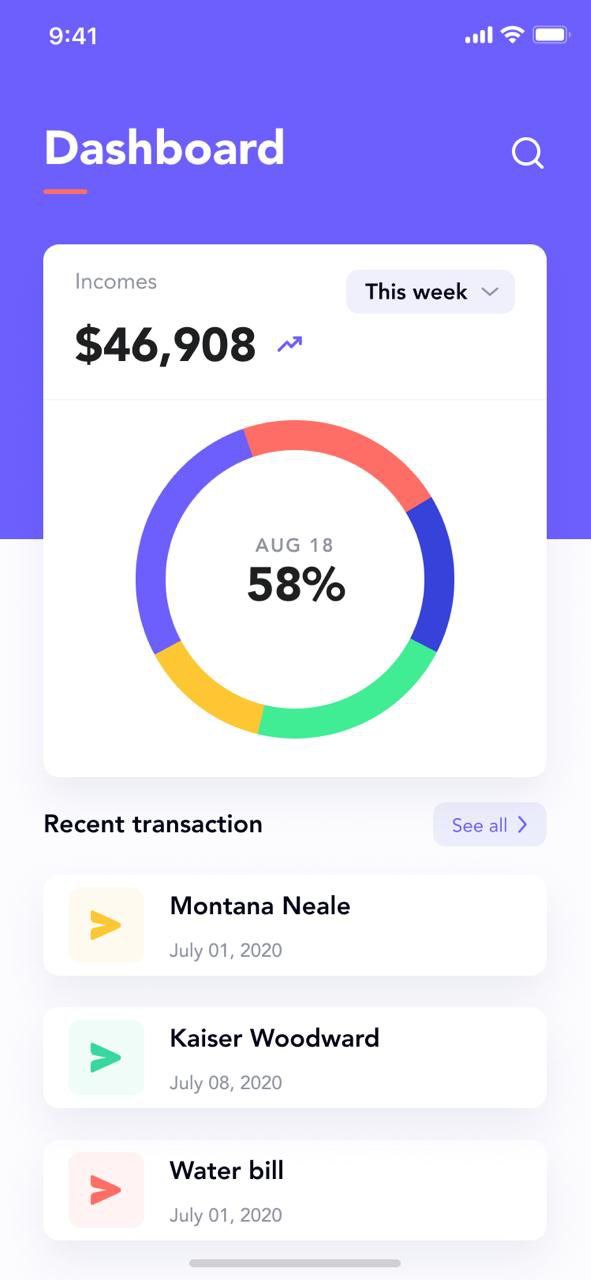 9:41
Dashboard
Incomes
This week
$46,908
AUG 18
58%
Recent transaction
See all
Montana Neale
July 01, 2020
Kaiser Woodward
July 08, 2020
Water bill
July 01, 2020